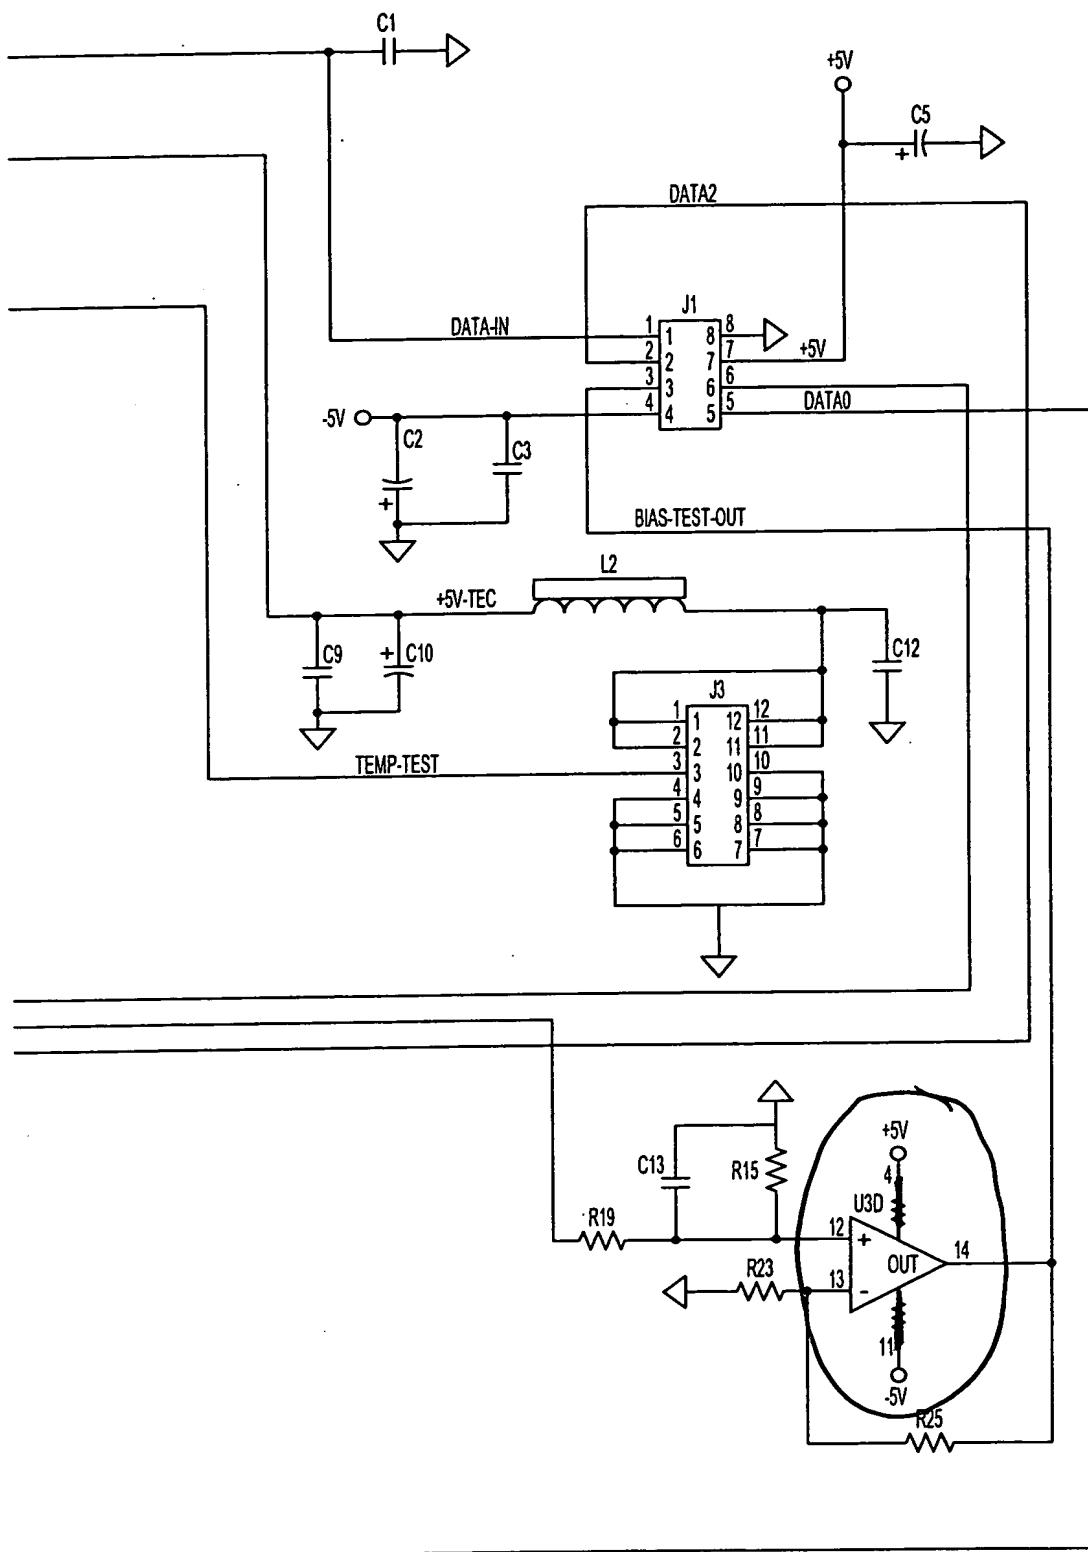 C1
+5V
C5
+
DATA2
J1
DATA-IN
1 1 8 8
2 2 7 7 +5V
3 3 6 6
4 4 5 5 DATA0
-5V
C2
C3
+
BIAS-TEST-OUT
L2
+5V-TEC
C9
+ C10
C12
J3
1 1 12 12
2 2 11 11
TEMP-TEST
3 3 10 10
4 4 9 9
5 5 8 8
6 6 7 7
+5V
C13
R15
4
U3D
R19
12 +
OUT
14
R23
13 -
11
-5V
R25